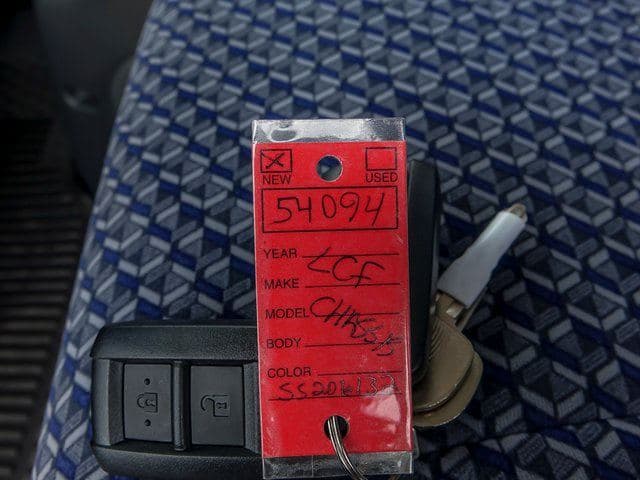 NEW USED
54094
YEAR
LCF
MAKE
MODEL CHASSIS
BODY
COLOR
SS206132